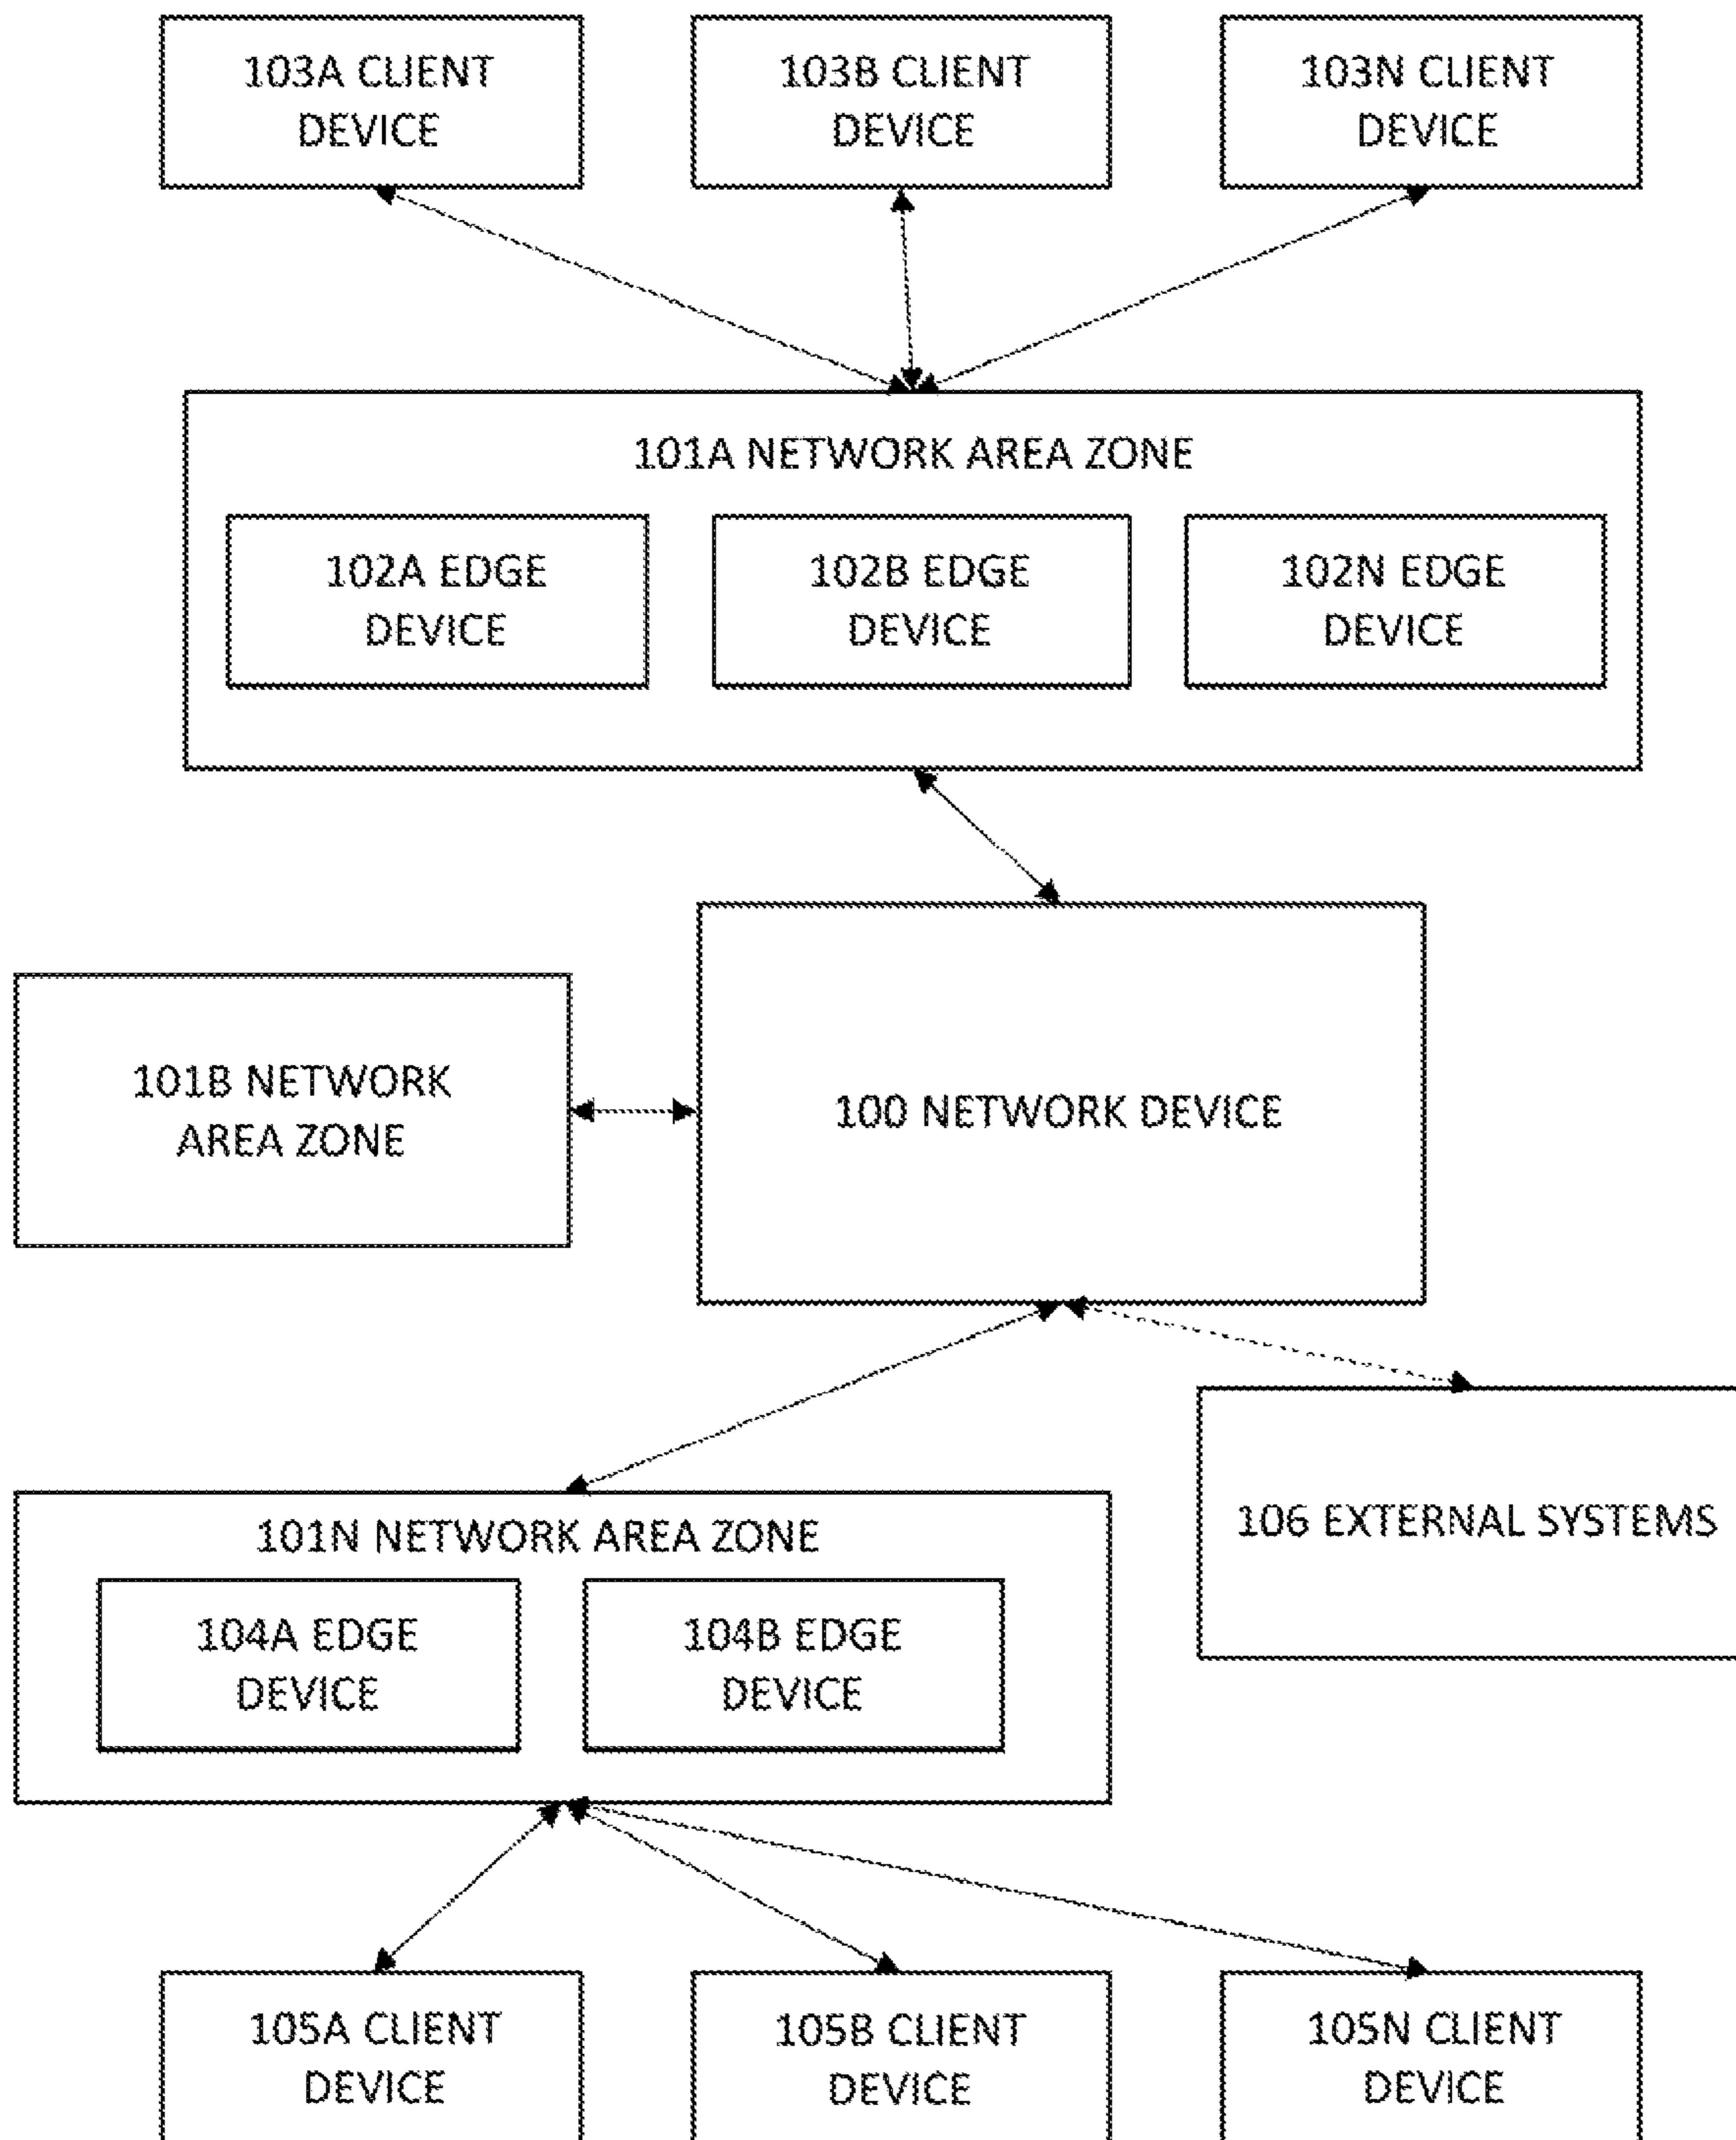 103A CLIENT
DEVICE
103B CLIENT
DEVICE
103N CLIENT
DEVICE
101A NETWORK AREA ZONE
102A EDGE
DEVICE
102B EDGE
DEVICE
102N EDGE
DEVICE
101B NETWORK
AREA ZONE
100 NETWORK DEVICE
106 EXTERNAL SYSTEMS
101N NETWORK AREA ZONE
104A EDGE
DEVICE
104B EDGE
DEVICE
105A CLIENT
DEVICE
105B CLIENT
DEVICE
105N CLIENT
DEVICE